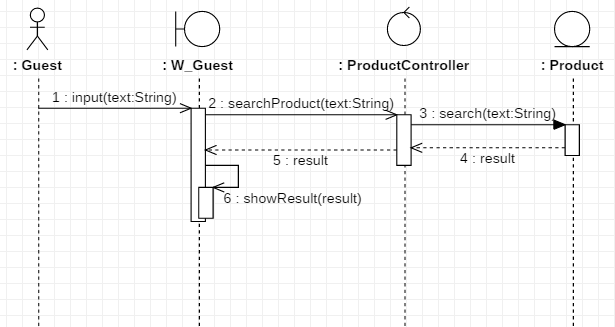 : Guest
: W_Guest
: ProductController
: Product
1 : input(text:String)
2 : searchProduct(text:String)
3 : search(text:String)
4 : result
5 : result
6 : showResult(result)